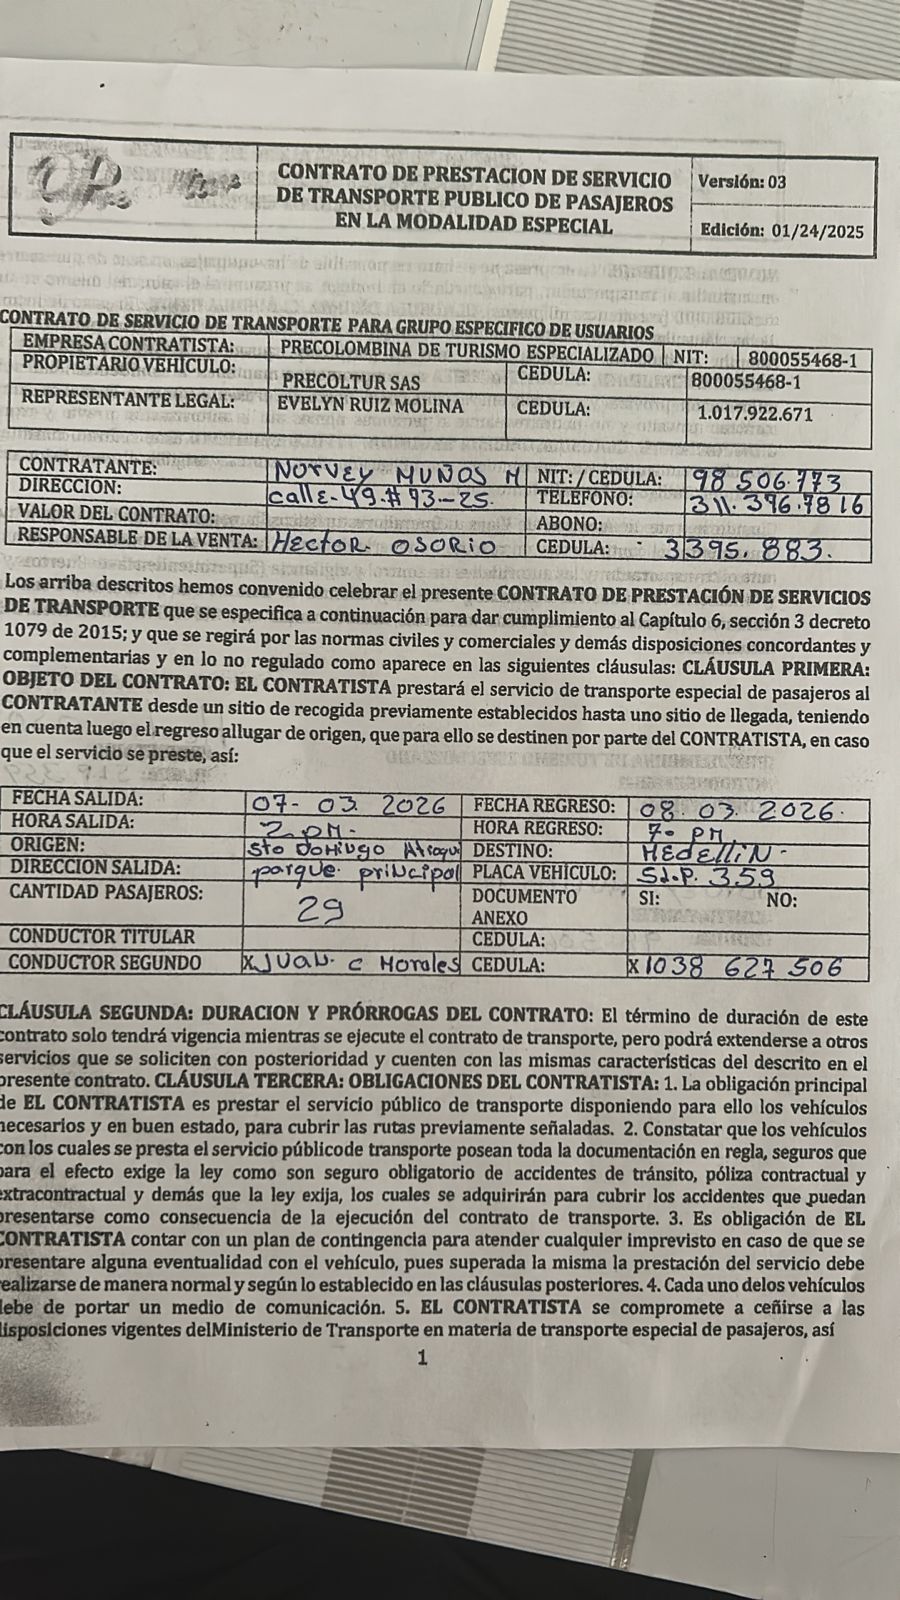 CONTRATO DE PRESTACION DE SERVICIO
DE TRANSPORTE PUBLICO DE PASAJEROS
EN LA MODALIDAD ESPECIAL
Versión: 03
Edición: 01/24/2025
CONTRATO DE SERVICIO DE TRANSPORTE PARA GRUPO ESPECIFICO DE USUARIOS
EMPRESA CONTRATISTA: PRECOLOMBINA DE TURISMO ESPECIALIZADO NIT: 800055468-1
PROPIETARIO VEHÍCULO: PRECOLTUR SAS CEDULA: 800055468-1
REPRESENTANTE LEGAL: EVELYN RUIZ MOLINA CEDULA: 1.017.922.671
CONTRATANTE: NORVEY MUÑOS M NIT: / CEDULA: 98 506.773
DIRECCION: callE-49.# 93-25. TELEFONO: 311.396.7816
VALOR DEL CONTRATO: ABONO:
RESPONSABLE DE LA VENTA: HEctoR OSORIO CEDULA: 3395.883.
Los arriba descritos hemos convenido celebrar el presente CONTRATO DE PRESTACIÓN DE SERVICIOS
DE TRANSPORTE que se especifica a continuación para dar cumplimiento al Capítulo 6, sección 3 decreto
1079 de 2015; y que se regirá por las normas civiles y comerciales y demás disposiciones concordantes y
complementarias y en lo no regulado como aparece en las siguientes cláusulas: CLÁUSULA PRIMERA:
OBJETO DEL CONTRATO: EL CONTRATISTA prestará el servicio de transporte especial de pasajeros al
CONTRATANTE desde un sitio de recogida previamente establecidos hasta uno sitio de llegada, teniendo
en cuenta luego el regreso allugar de origen, que para ello se destinen por parte del CONTRATISTA, en caso
que el servicio se preste, así:
FECHA SALIDA: 07- 03 2026 FECHA REGRESO: 08. 03. 2026.
HORA SALIDA: 2 pM. HORA REGRESO: 7- PM
ORIGEN: Sto DoMiNgo DESTINO: MEdEllIN-
DIRECCION SALIDA: parque principal PLACA VEHÍCULO: 359
CANTIDAD PASAJEROS: 29 DOCUMENTO ANEXO SI: NO:
CONDUCTOR TITULAR CEDULA:
CONDUCTOR SEGUNDO X JUAN. C Morales CEDULA: X 1038 627 506
CLÁUSULA SEGUNDA: DURACION Y PRÓRROGAS DEL CONTRATO: El término de duración de este
contrato solo tendrá vigencia mientras se ejecute el contrato de transporte, pero podrá extenderse a otros
servicios que se soliciten con posterioridad y cuenten con las mismas características del descrito en el
presente contrato. CLÁUSULA TERCERA: OBLIGACIONES DEL CONTRATISTA: 1. La obligación principal
de EL CONTRATISTA es prestar el servicio público de transporte disponiendo para ello los vehículos
necesarios y en buen estado, para cubrir las rutas previamente señaladas. 2. Constatar que los vehículos
con los cuales se presta el servicio públicode transporte posean toda la documentación en regla, seguros que
para el efecto exige la ley como son seguro obligatorio de accidentes de tránsito, póliza contractual y
extracontractual y demás que la ley exija, los cuales se adquirirán para cubrir los accidentes que puedan
presentarse como consecuencia de la ejecución del contrato de transporte. 3. Es obligación de EL
CONTRATISTA contar con un plan de contingencia para atender cualquier imprevisto en caso de que se
presentare alguna eventualidad con el vehículo, pues superada la misma la prestación del servicio debe
realizarse de manera normal y según lo establecido en las cláusulas posteriores. 4. Cada uno delos vehículos
debe de portar un medio de comunicación. 5. EL CONTRATISTA se compromete a ceñirse a las
disposiciones vigentes delMinisterio de Transporte en materia de transporte especial de pasajeros, así
1